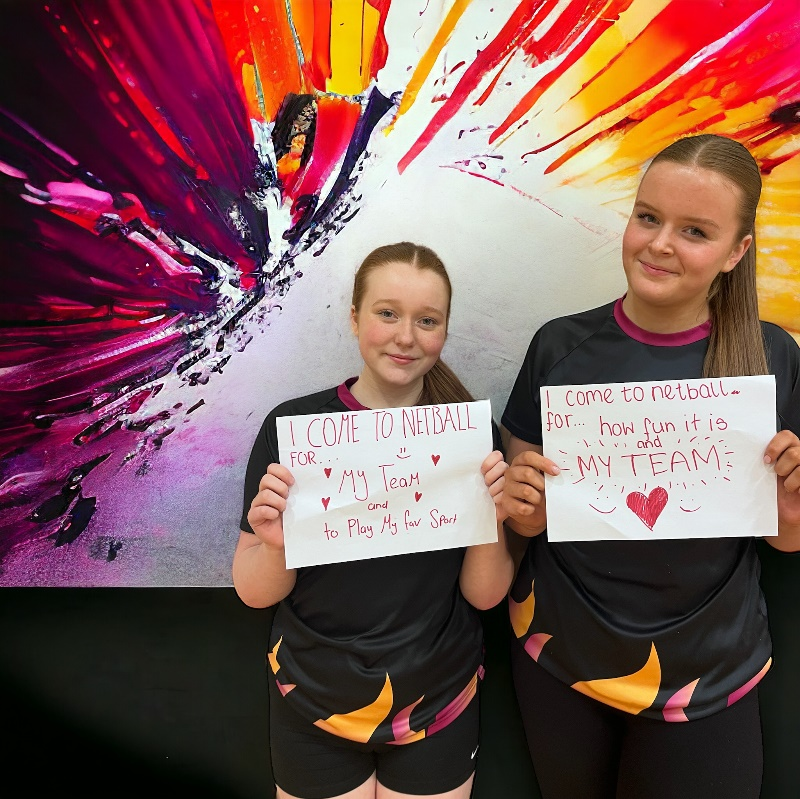 I COME TO NETBALL
FOR...
My Team
and
to Play My fav Sport
I come to netball..
for... how fun it is
and
MY TEAM